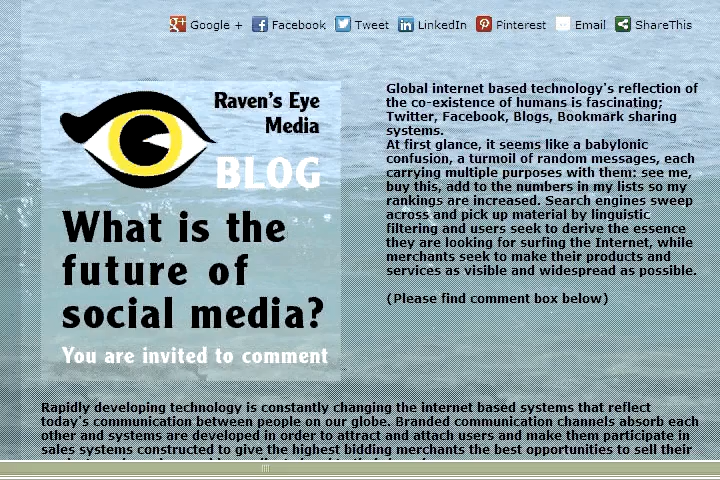 Google + Facebook Tweet LinkedIn Pinterest Email ShareThis
Raven's Eye
Media
BLOG
What is the
future of
social media?
You are invited to comment
Global internet based technology's reflection of
the co-existence of humans is fascinating;
Twitter, Facebook, Blogs, Bookmark sharing
systems.
At first glance, it seems like a babylonic
confusion, a turmoil of random messages, each
carrying multiple purposes with them: see me,
buy this, add to the numbers in my lists so my
rankings are increased. Search engines sweep
across and pick up material by linguistic
filtering and users seek to derive the essence
they are looking for surfing the Internet, while
merchants seek to make their products and
services as visible and widespread as possible.
(Please find comment box below)
Rapidly developing technology is constantly changing the internet based systems that reflect
today's communication between people on our globe. Branded communication channels absorb each
other and systems are developed in order to attract and attach users and make them participate in
sales systems constructed to give the highest bidding merchants the best opportunities to sell their